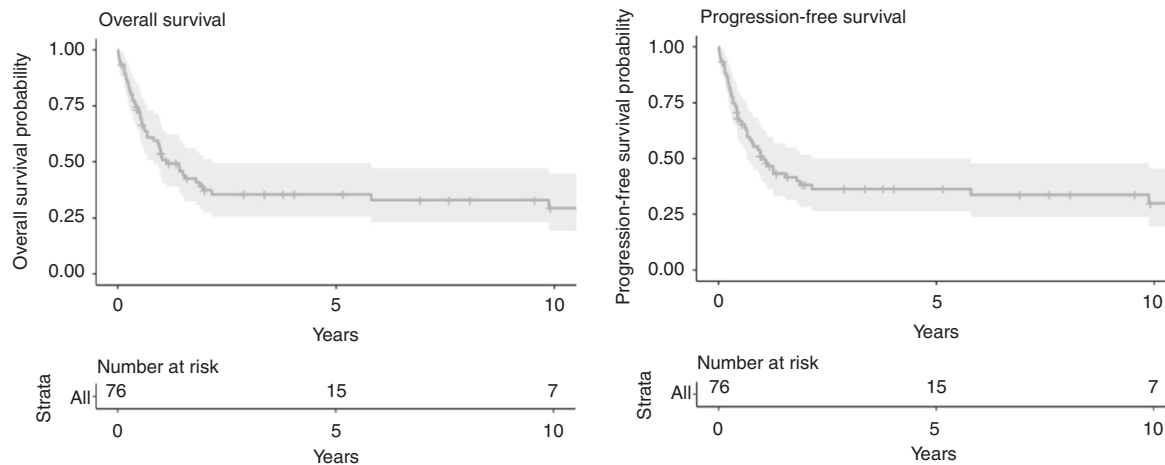 Overall survival
Overall survival probability
1.00
0.75
0.50
0.25
0.00
0 5 10
Years
Number at risk
Strata
All 76 15 7
0 5 10
Years
Progression-free survival
Progression-free survival probability
1.00
0.75
0.50
0.25
0.00
0 5 10
Years
Number at risk
Strata
All 76 15 7
0 5 10
Years